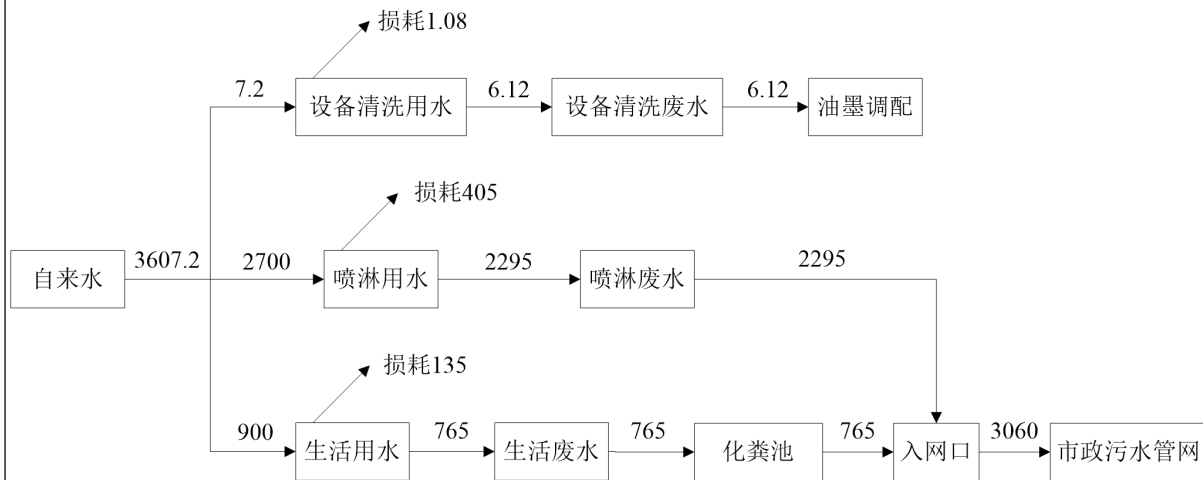 损耗1.08
7.2
设备清洗用水
6.12
设备清洗废水
6.12
油墨调配
损耗405
自来水
3607.2
2700
喷淋用水
2295
喷淋废水
2295
损耗135
900
生活用水
765
生活废水
765
化粪池
765
入网口
3060
市政污水管网